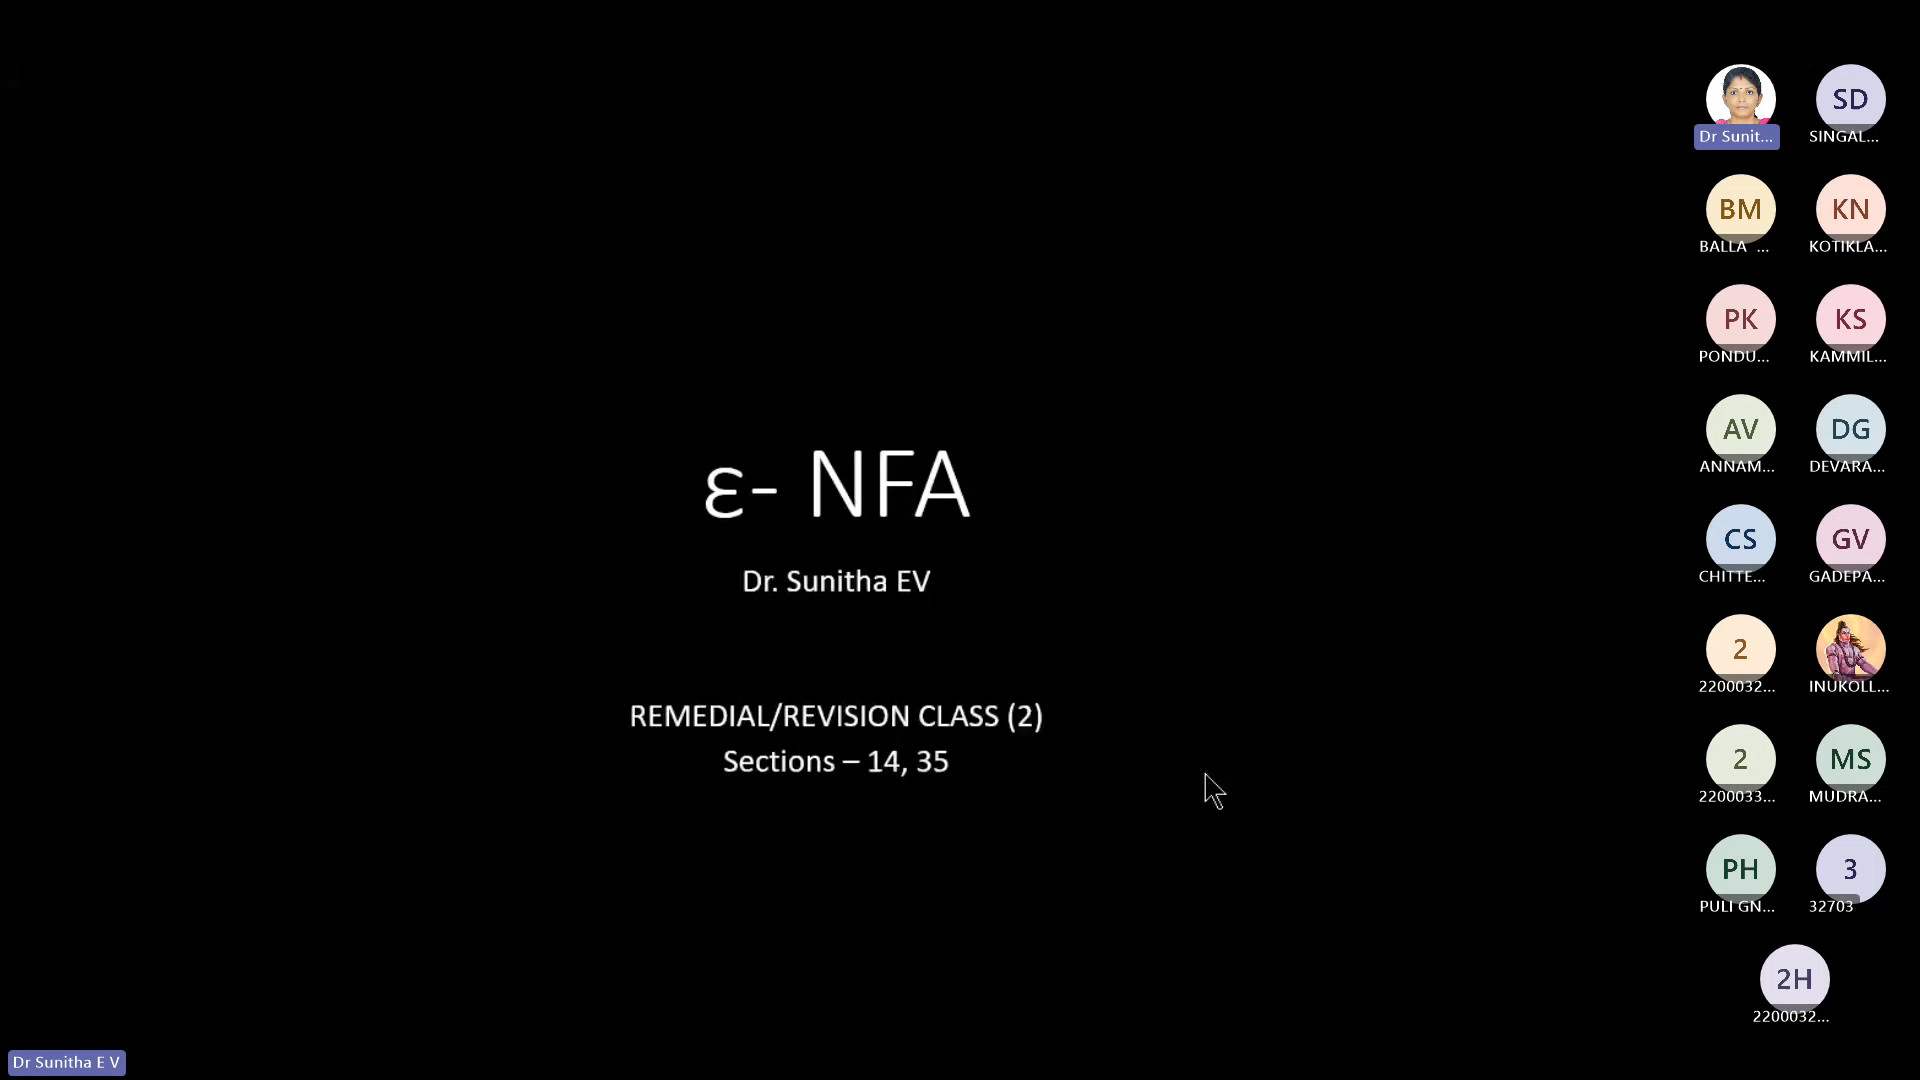 ε- NFA
Dr. Sunitha EV
REMEDIAL/REVISION CLASS (2)
Sections – 14, 35
Dr Sunit...
SD
SINGAL...
BM
BALLA ...
KN
KOTIKLA...
PK
PONDU...
KS
KAMMIL...
AV
ANNAM...
DG
DEVARA...
CS
CHITTE...
GV
GADEPA...
2
2200032...
INUKOLL...
2
2200033...
MS
MUDRA...
PH
PULI GN...
3
32703
2H
2200032...
Dr Sunitha E V